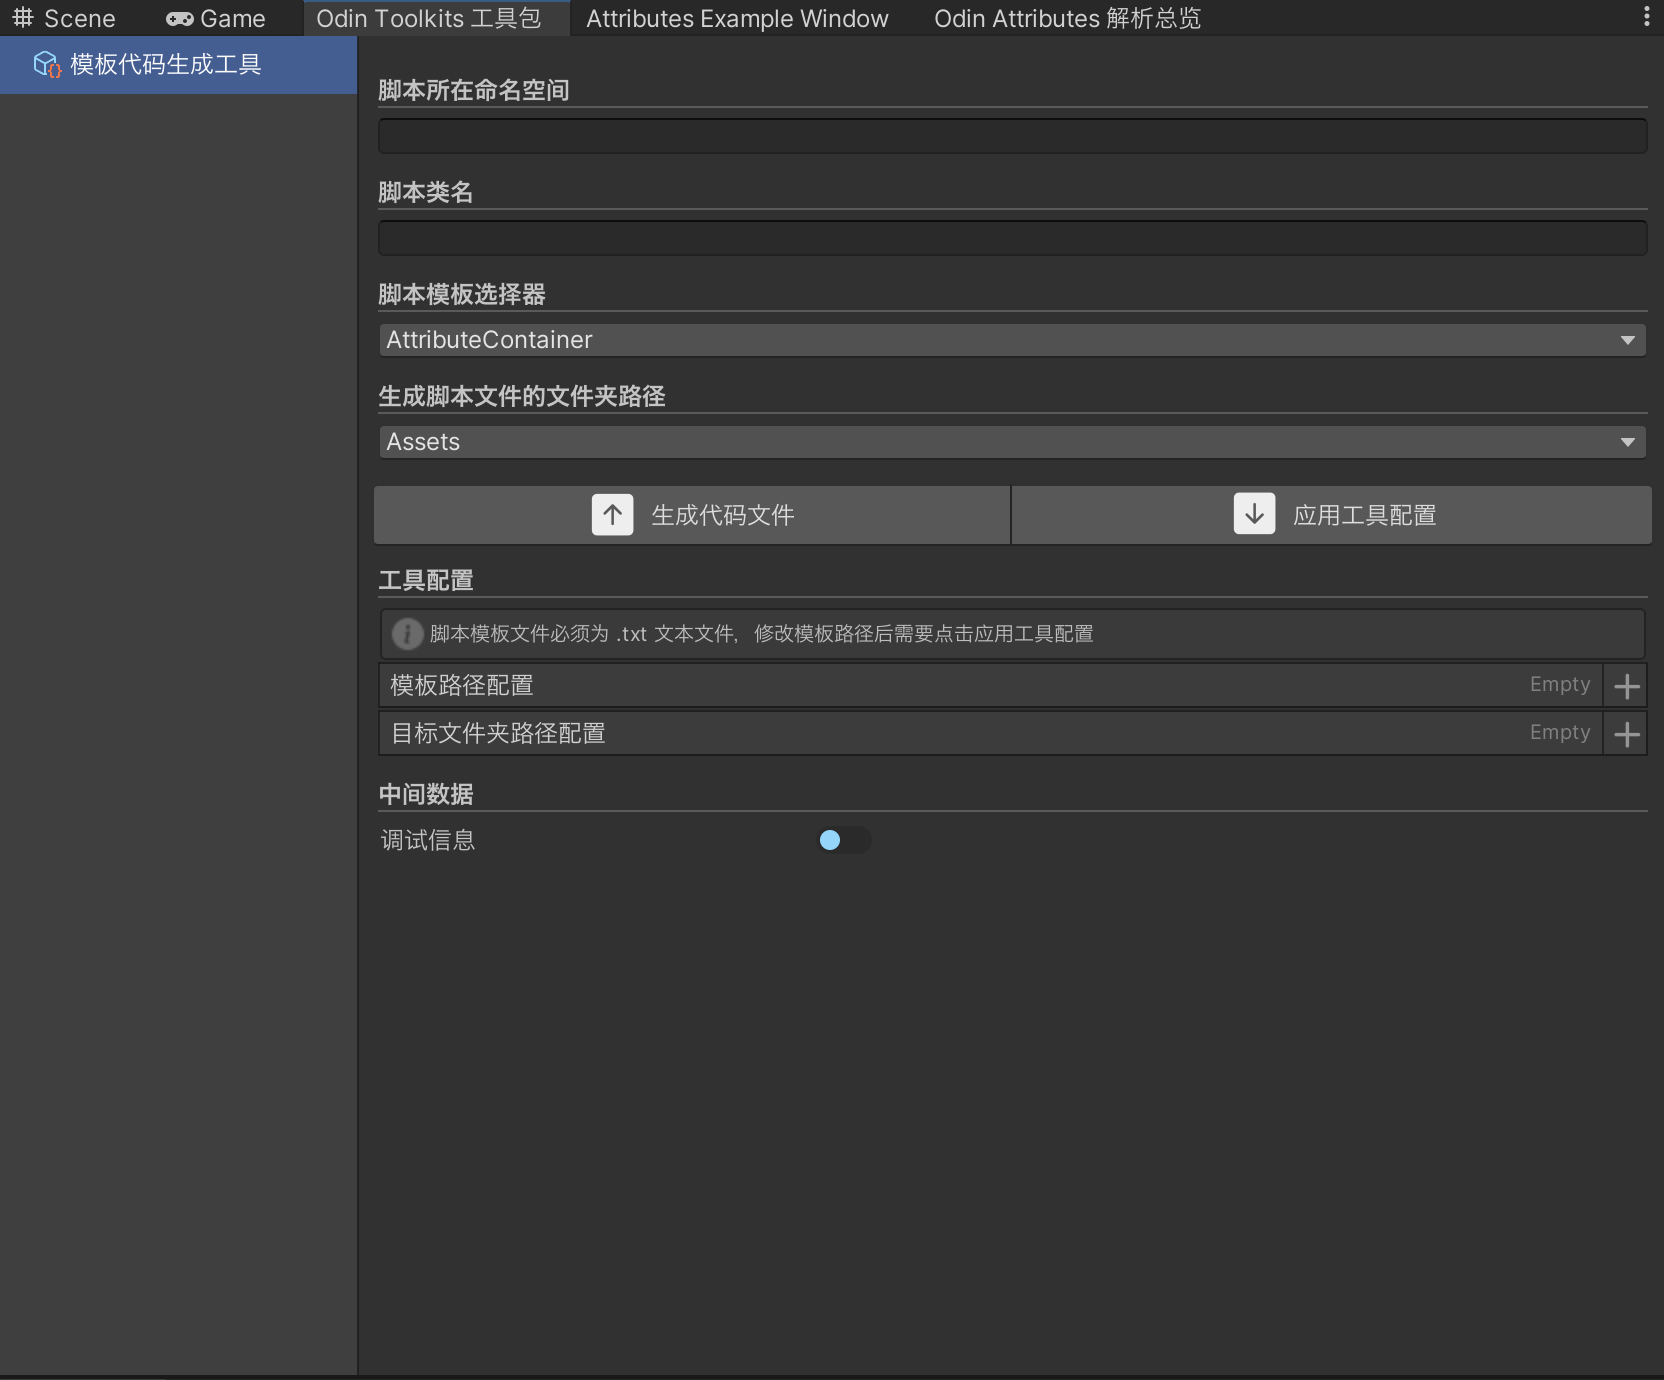 Scene Game Odin Toolkits 工具包 Attributes Example Window Odin Attributes 解析总览
模板代码生成工具
脚本所在命名空间
脚本类名
脚本模板选择器
AttributeContainer
生成脚本文件的文件夹路径
Assets
生成代码文件 应用工具配置
工具配置
脚本模板文件必须为 .txt 文本文件，修改模板路径后需要点击应用工具配置
模板路径配置 Empty
目标文件夹路径配置 Empty
中间数据
调试信息